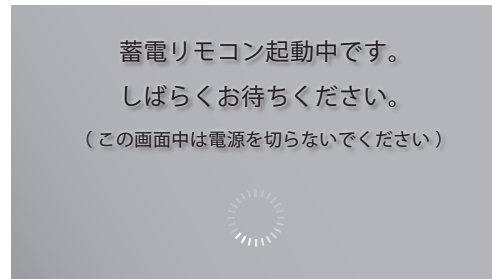 蓄電リモコン起動中です。
しばらくお待ちください。
（この画面中は電源を切らないでください）